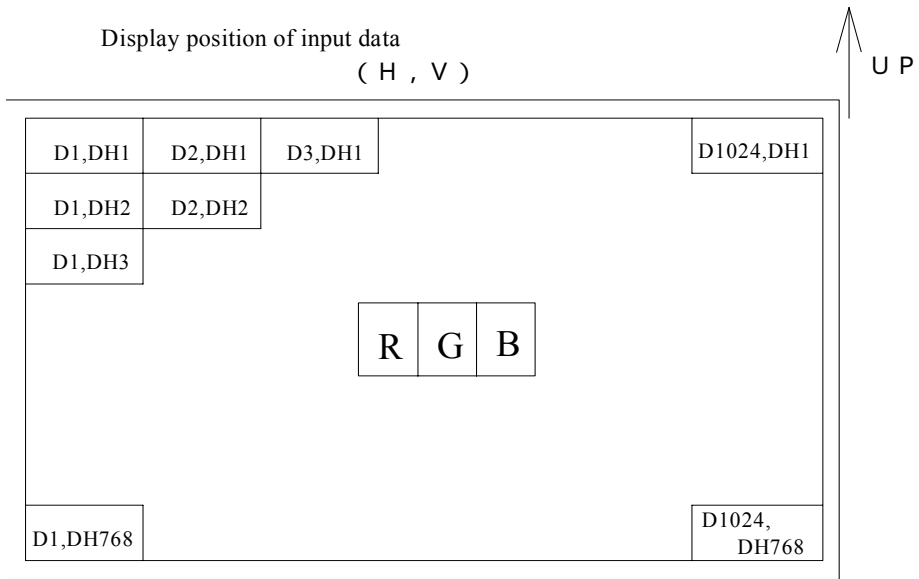 Display position of input data
( H , V )
U P
D1,DH1 D2,DH1 D3,DH1 D1024,DH1
D1,DH2 D2,DH2
D1,DH3
R G B
D1,DH768 D1024,
DH768